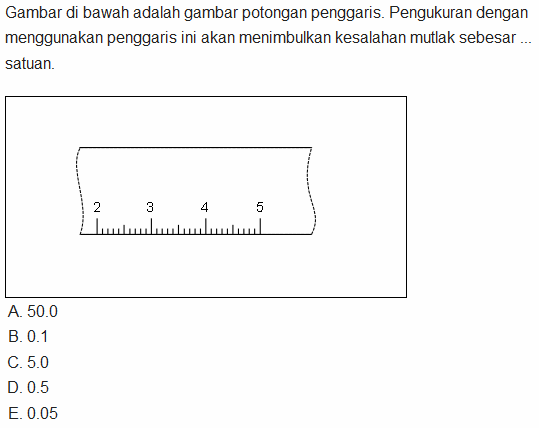 Gambar di bawah adalah gambar potongan penggaris. Pengukuran dengan
menggunakan penggaris ini akan menimbulkan kesalahan mutlak sebesar ...
satuan.
2 3 4 5
A. 50.0
B. 0.1
C. 5.0
D. 0.5
E. 0.05